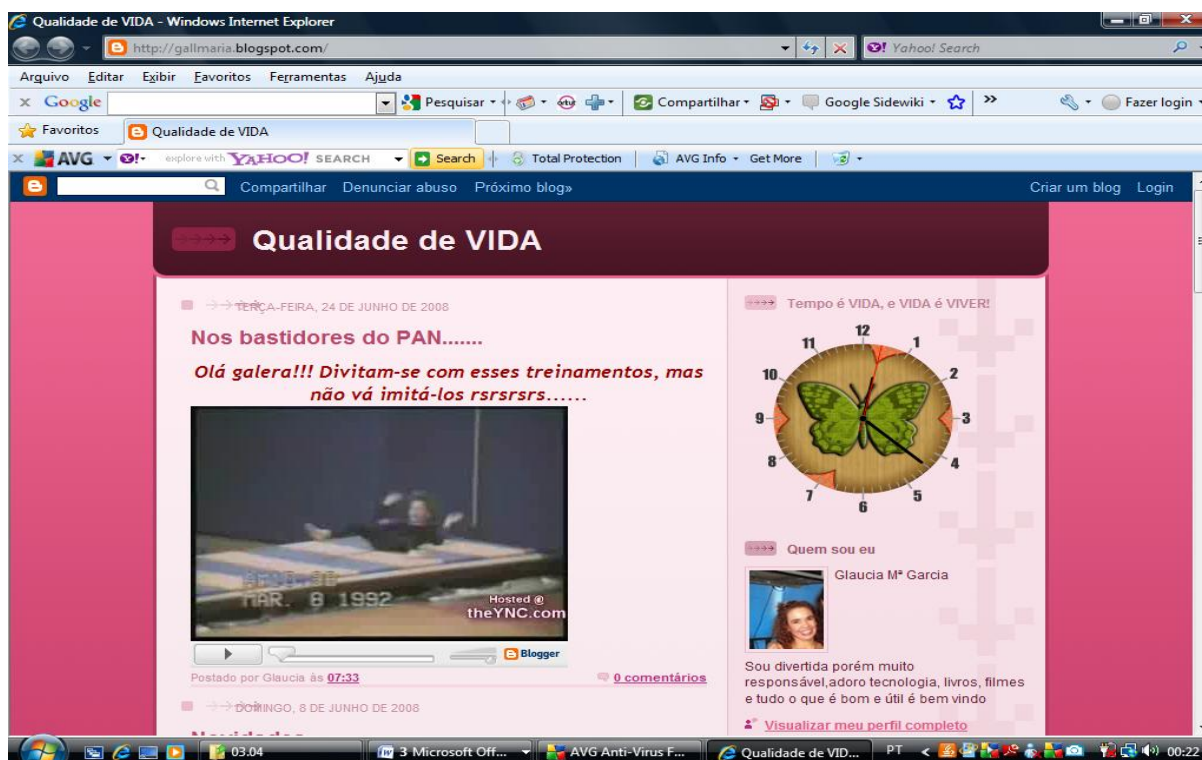 Qualidade de VIDA - Windows Internet Explorer
http://gallmaria.blogspot.com/
Yahoo! Search
Arquivo Editar Exibir Favoritos Ferramentas Ajuda
x Google Pesquisar Compartilhar Google Sidewiki » Fazer login
Favoritos Qualidade de VIDA
x AVG Y! explore with YAHOO! SEARCH Search Total Protection AVG Info Get More
Compartilhar Denunciar abuso Próximo blog» Criar um blog Login
Qualidade de VIDA
TERÇA-FEIRA, 24 DE JUNHO DE 2008
Nos bastidores do PAN.......
Olá galera!!! Divitam-se com esses treinamentos, mas
não vá imitá-los rsrsrsrs......
MAR. 8 1992
Hosted @
theYNC.com
Blogger
Postado por Glaucia às 07:33
0 comentários
DOMINGO, 8 DE JUNHO DE 2008
Novidades
Tempo é VIDA, e VIDA é VIVER!
12
1
2
3
4
5
6
7
8
9
10
11
Quem sou eu
Glaucia Mª Garcia
Sou divertida porém muito
responsável,adoro tecnologia, livros, filmes
e tudo o que é bom e útil é bem vindo
Visualizar meu perfil completo
03.04 3 Microsoft Off... AVG Anti-Virus F... Qualidade de VID... PT < 00:22